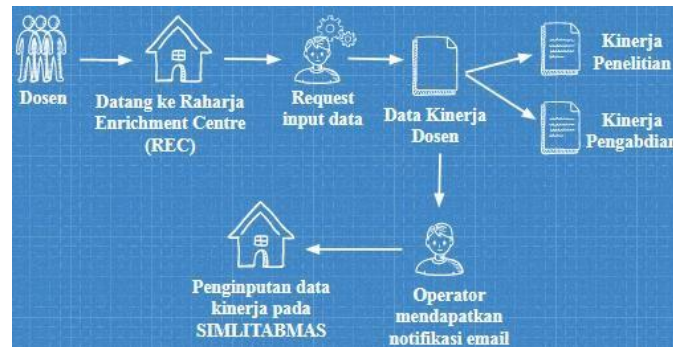 Dosen
Datang ke Raharja
Enrichment Centre
(REC)
Request
input data
Data Kinerja
Dosen
Kinerja
Penelitian
Kinerja
Pengabdian
Penginputan data
kinerja pada
SIMLITABMAS
Operator
mendapatkan
notifikasi email